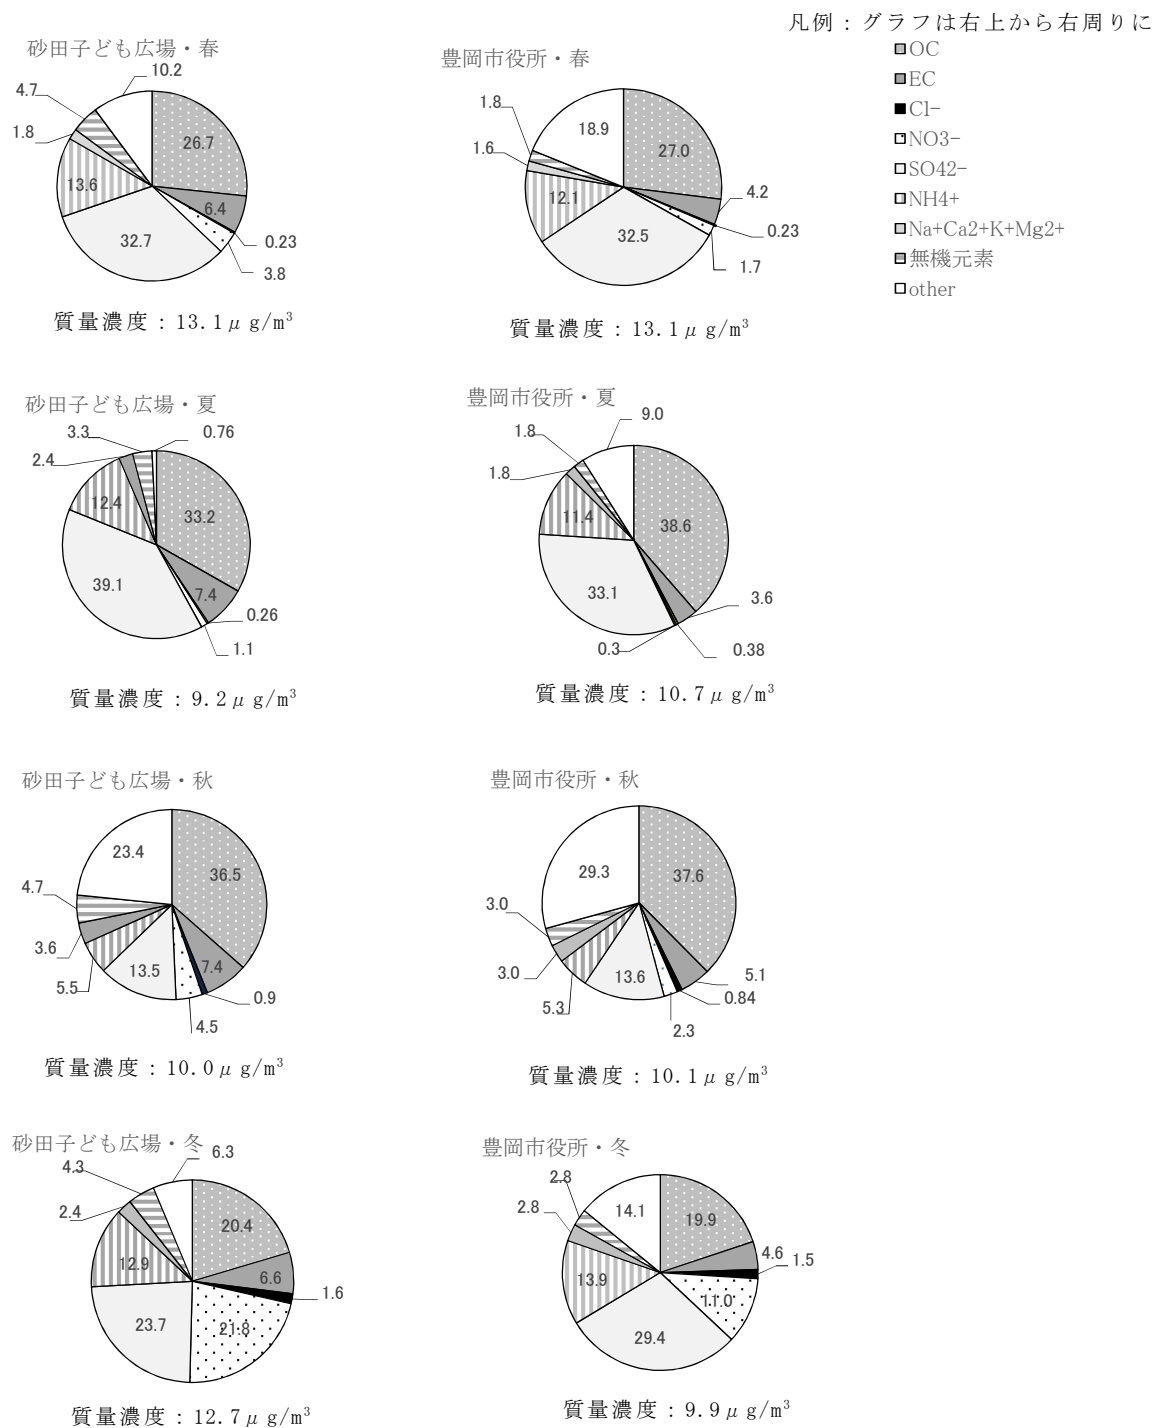 凡例：グラフは右上から右周りに
OC
EC
Cl-
NO3-
SO42-
NH4+
Na+Ca2+K+Mg2+
無機元素
other
砂田子ども広場・春
10.2
4.7
1.8
26.7
13.6
6.4
32.7
0.23
3.8
質量濃度：13.1μg/m³
豊岡市役所・春
1.8
18.9
1.6
27.0
12.1
4.2
32.5
0.23
1.7
質量濃度：13.1μg/m³
砂田子ども広場・夏
3.3
0.76
2.4
12.4
33.2
39.1
7.4
0.26
1.1
質量濃度：9.2μg/m³
豊岡市役所・夏
9.0
1.8
1.8
11.4
38.6
33.1
3.6
0.3
0.38
質量濃度：10.7μg/m³
砂田子ども広場・秋
23.4
36.5
4.7
3.6
5.5
13.5
7.4
0.9
4.5
質量濃度：10.0μg/m³
豊岡市役所・秋
29.3
37.6
3.0
3.0
5.3
13.6
5.1
0.84
2.3
質量濃度：10.1μg/m³
砂田子ども広場・冬
6.3
4.3
2.4
20.4
12.9
6.6
1.6
23.7
21.8
質量濃度：12.7μg/m³
豊岡市役所・冬
2.8
2.8
14.1
19.9
4.6
1.5
13.9
11.0
29.4
質量濃度：9.9μg/m³